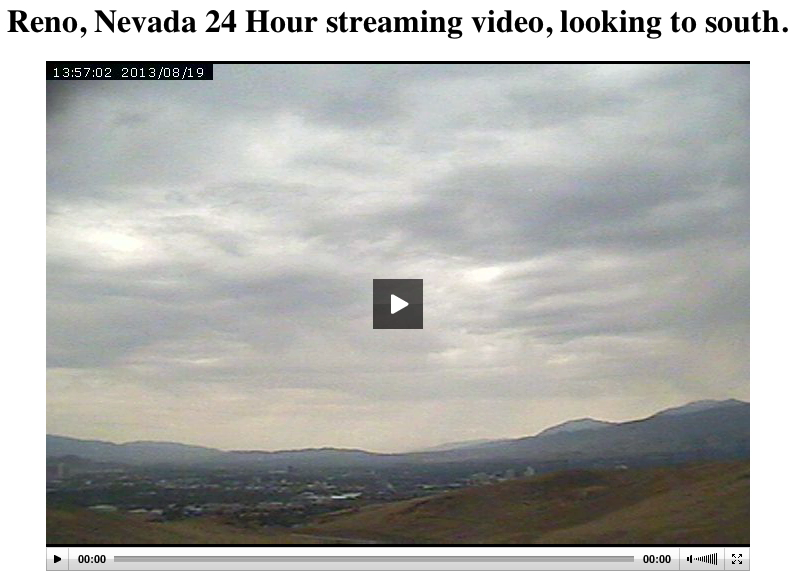 Reno, Nevada 24 Hour streaming video, looking to south.
13:57:02 2013/08/19
00:00 00:00